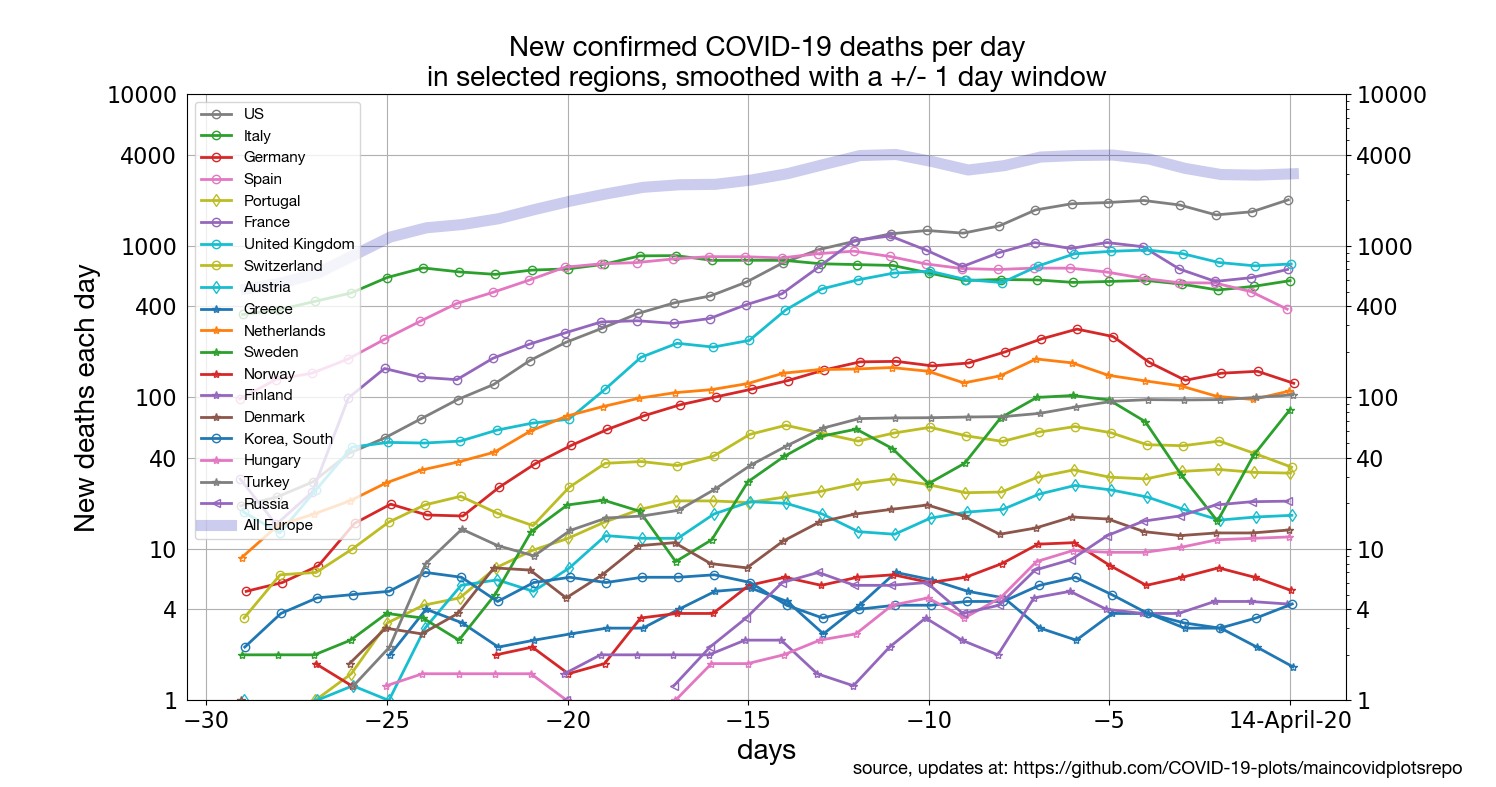 New confirmed COVID-19 deaths per day
in selected regions, smoothed with a +/- 1 day window
New deaths each day
10000
4000
1000
400
100
40
10
4
1
US
Italy
Germany
Spain
Portugal
France
United Kingdom
Switzerland
Austria
Greece
Netherlands
Sweden
Norway
Finland
Denmark
Korea, South
Hungary
Turkey
Russia
All Europe
10000
4000
1000
400
100
40
10
4
1
−30
−25
−20
−15
−10
−5
14-April-20
days
source, updates at: https://github.com/COVID-19-plots/maincovidplotsrepo